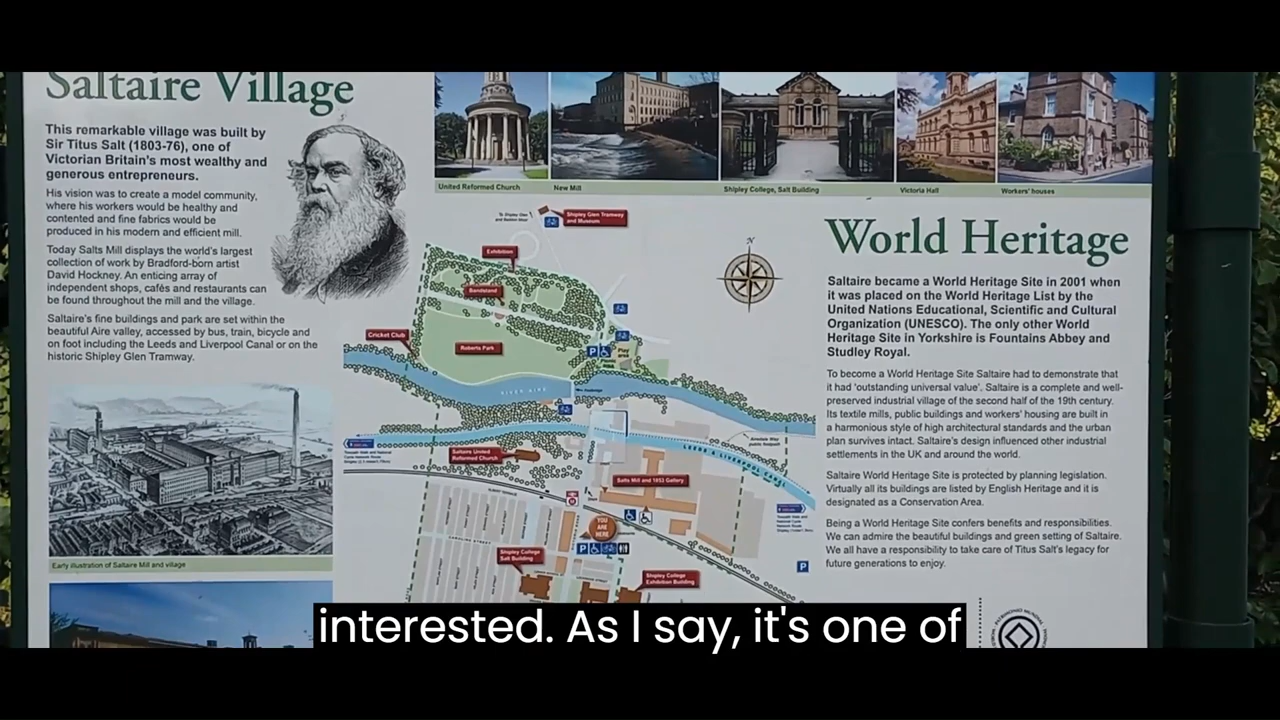 Saltaire Village
This remarkable village was built by
Sir Titus Salt (1803-76), one of
Victorian Britain's most wealthy and
generous entrepreneurs.
His vision was to create a model community,
where his workers would be healthy and
contented and fine fabrics would be
produced in his modern and efficient mill.
Today Salts Mill displays the world's largest
collection of work by Bradford-born artist
David Hockney. An enticing array of
independent shops, cafés and restaurants can
be found throughout the mill and the village.
Saltaire's fine buildings and park are set within the
beautiful Aire valley, accessed by bus, train, bicycle and
on foot including the Leeds and Liverpool Canal or on the
historic Shipley Glen Tramway.
Early illustration of Saltaire Mill and village
United Reformed Church
New Mill
Shipley College, Salt Building
Victoria Hall
Workers' houses
Shipley Glen Tramway
and Museum
N
Exhibition
Bandstand
Cricket Club
Roberts Park
P
RIVER AIRE
LEEDS & LIVERPOOL CANAL
Saltaire United
Reformed Church
Salts Mill and 1853 Gallery
YOU
ARE
HERE
P
CAROLINE STREET
Shipley College
Salt Building
Shipley College
Exhibition Building
P
World Heritage
Saltaire became a World Heritage Site in 2001 when
it was placed on the World Heritage List by the
United Nations Educational, Scientific and Cultural
Organization (UNESCO). The only other World
Heritage Site in Yorkshire is Fountains Abbey and
Studley Royal.
To become a World Heritage Site Saltaire had to demonstrate that
it had 'outstanding universal value'. Saltaire is a complete and well-
preserved industrial village of the second half of the 19th century.
Its textile mills, public buildings and workers' housing are built in
a harmonious style of high architectural standards and the urban
plan survives intact. Saltaire's design influenced other industrial
settlements in the UK and around the world.
Saltaire World Heritage Site is protected by planning legislation.
Virtually all its buildings are listed by English Heritage and it is
designated as a Conservation Area.
Being a World Heritage Site confers benefits and responsibilities.
We can admire the beautiful buildings and green setting of Saltaire.
We all have a responsibility to take care of Titus Salt's legacy for
future generations to enjoy.
interested. As I say, it's one of